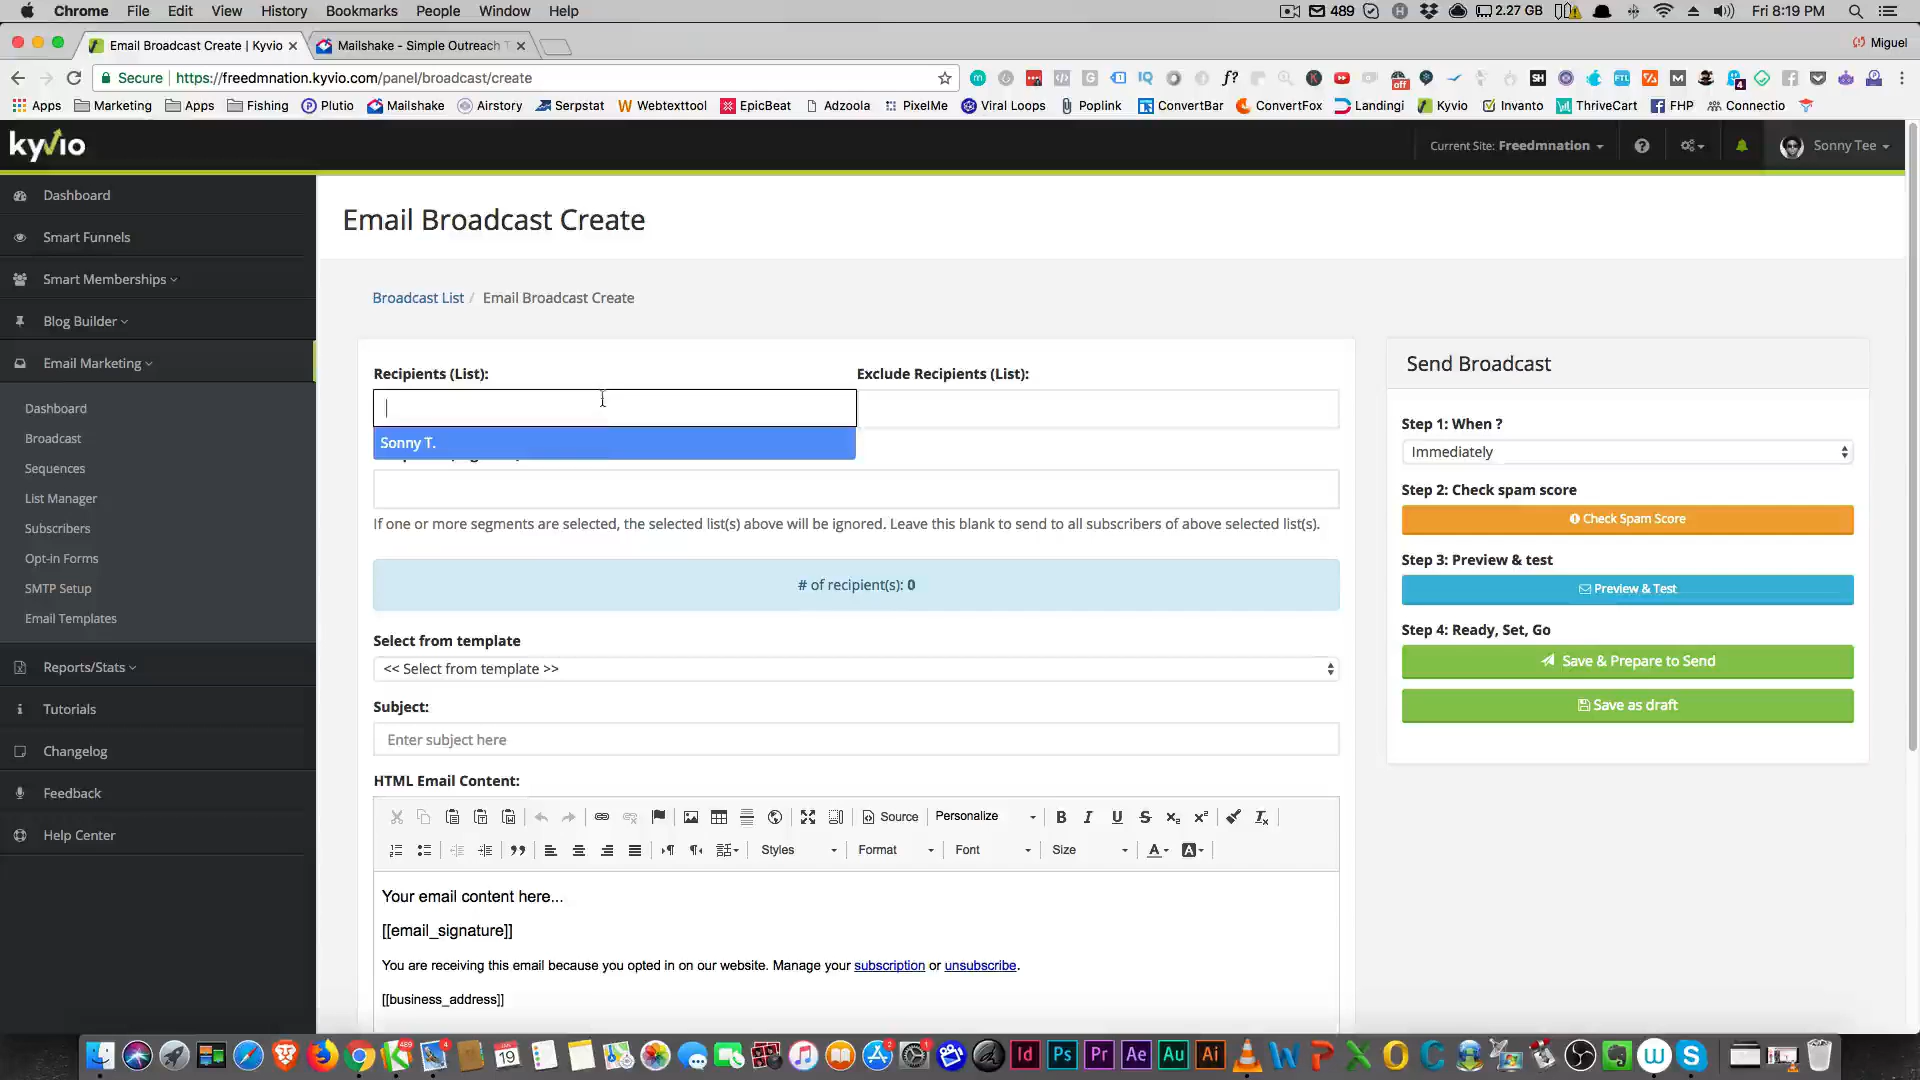 Chrome File Edit View History Bookmarks People Window Help
489 2.27 GB Fri 8:19 PM
Email Broadcast Create | Kyvio
Mailshake - Simple Outreach
Miguel
Secure https://freedmnation.kyvio.com/panel/broadcast/create
Apps Marketing Apps Fishing Plutio Mailshake Airstory Serpstat Webtexttool EpicBeat Adzoola PixelMe Viral Loops Poplink ConvertBar ConvertFox Landingi Kyvio Invanto ThriveCart FHP Connectio
kyvio
Current Site: Freedmnation
Sonny Tee
Dashboard
Smart Funnels
Smart Memberships
Blog Builder
Email Marketing
Dashboard
Broadcast
Sequences
List Manager
Subscribers
Opt-in Forms
SMTP Setup
Email Templates
Reports/Stats
Tutorials
Changelog
Feedback
Help Center
Email Broadcast Create
Broadcast List / Email Broadcast Create
Recipients (List):
Exclude Recipients (List):
Sonny T.
If one or more segments are selected, the selected list(s) above will be ignored. Leave this blank to send to all subscribers of above selected list(s).
# of recipient(s): 0
Select from template
<< Select from template >>
Subject:
Enter subject here
HTML Email Content:
Source Personalize
Styles Format Font Size
Your email content here...
[[email_signature]]
You are receiving this email because you opted in on our website. Manage your subscription or unsubscribe.
[[business_address]]
Send Broadcast
Step 1: When ?
Immediately
Step 2: Check spam score
Check Spam Score
Step 3: Preview & test
Preview & Test
Step 4: Ready, Set, Go
Save & Prepare to Send
Save as draft